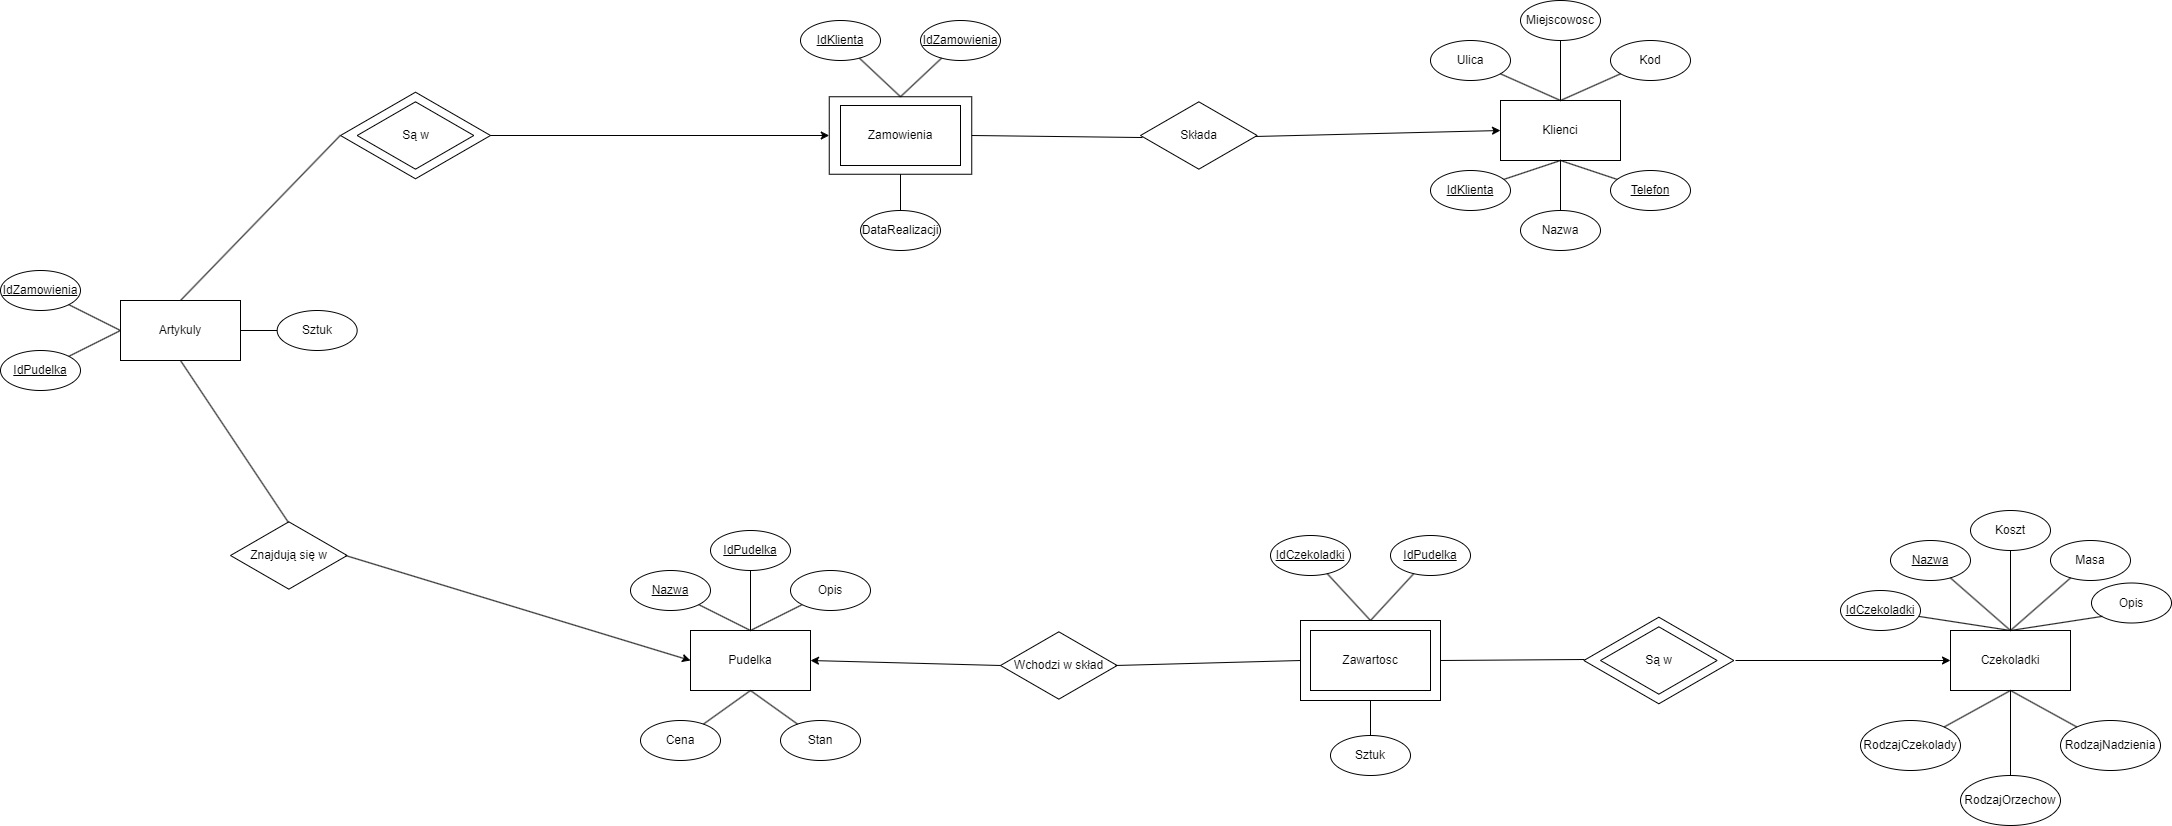 Miejscowosc
IdKlienta
IdZamowienia
Ulica
Kod
Są w
Zamowienia
Składa
Klienci
IdKlienta
Telefon
DataRealizacji
Nazwa
IdZamowienia
Artykuly
Sztuk
IdPudelka
Znajdują się w
IdPudelka
Nazwa
Opis
Pudelka
Cena
Stan
Wchodzi w skład
IdCzekoladki
IdPudelka
Zawartosc
Sztuk
Są w
Koszt
Nazwa
Masa
IdCzekoladki
Opis
Czekoladki
RodzajCzekolady
RodzajNadzienia
RodzajOrzechow